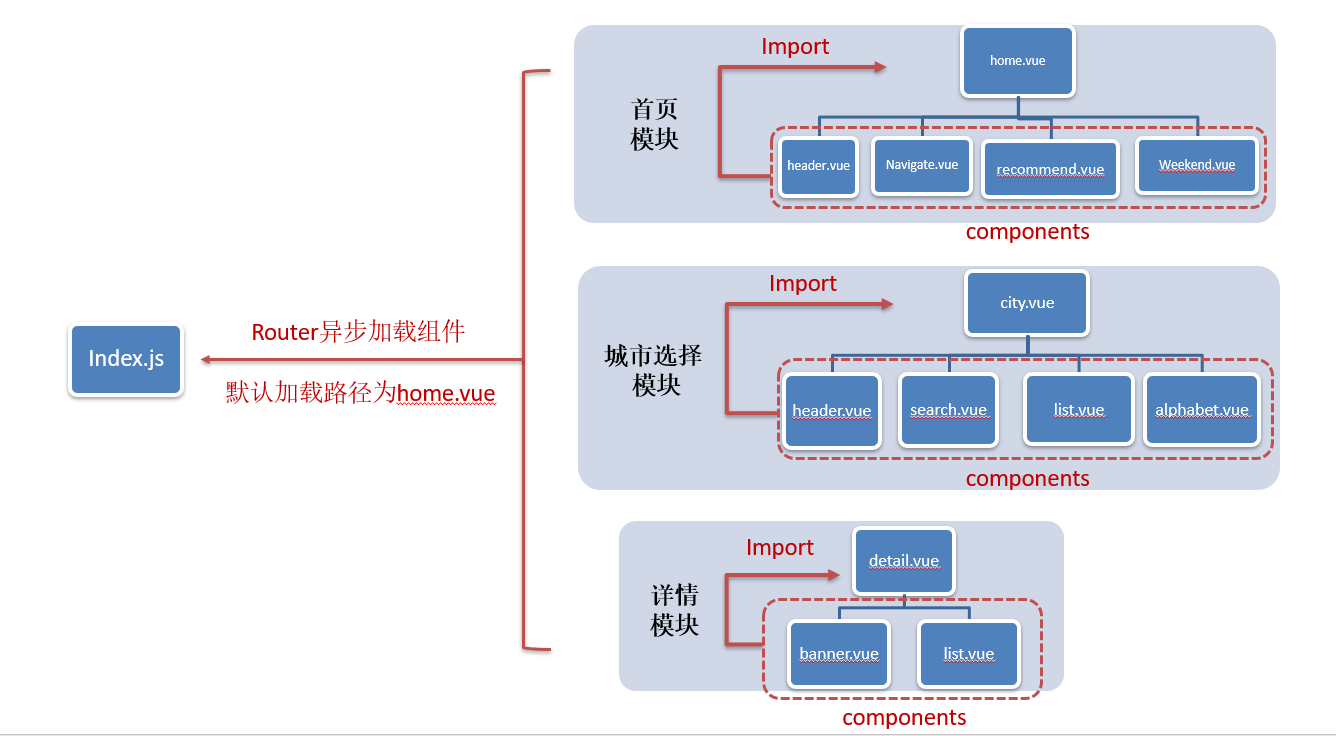 Import
home.vue
首页
模块
header.vue
Navigate.vue
recommend.vue
Weekend.vue
components
Import
city.vue
Router异步加载组件
Index.js
默认加载路径为home.vue
城市选择
模块
header.vue
search.vue
list.vue
alphabet.vue
components
Import
detail.vue
详情
模块
banner.vue
list.vue
components